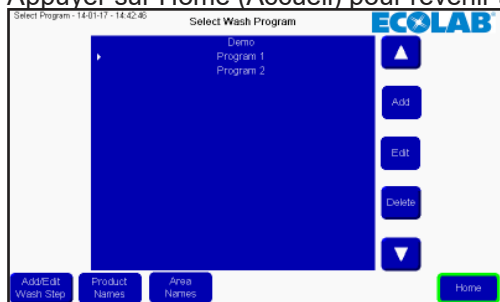 Appuyer sur Home (Accueil) pour revenir
Select Program - 14-01-17 - 14:42:46
Select Wash Program
ECOLAB®
Demo
Program 1
Program 2
Add
Edit
Delete
Add/Edit
Wash Step
Product
Names
Area
Names
Home